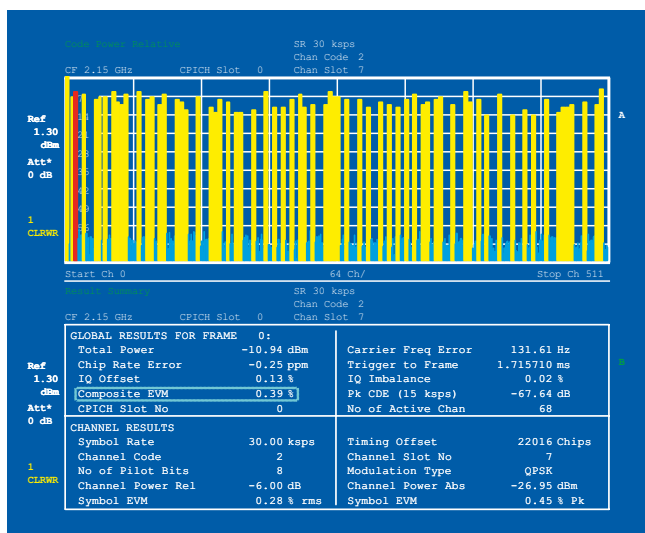 Code Power Relative SR 30 ksps
Chan Code 2
CF 2.15 GHz CPICH Slot 0 Chan Slot 7
Ref
1.30
dBm
Att*
0 dB
1
CLRWR
A
7
14
21
28
35
42
49
56
Start Ch 0 64 Ch/ Stop Ch 511
Result Summary SR 30 ksps
Chan Code 2
CF 2.15 GHz CPICH Slot 0 Chan Slot 7
Ref
1.30
dBm
Att*
0 dB
1
CLRWR
B
GLOBAL RESULTS FOR FRAME 0:
Total Power -10.94 dBm Carrier Freq Error 131.61 Hz
Chip Rate Error -0.25 ppm Trigger to Frame 1.715710 ms
IQ Offset 0.13 % IQ Imbalance 0.02 %
Composite EVM 0.39 % Pk CDE (15 ksps) -67.64 dB
CPICH Slot No 0 No of Active Chan 68
CHANNEL RESULTS
Symbol Rate 30.00 ksps Timing Offset 22016 Chips
Channel Code 2 Channel Slot No 7
No of Pilot Bits 8 Modulation Type QPSK
Channel Power Rel -6.00 dB Channel Power Abs -26.95 dBm
Symbol EVM 0.28 % rms Symbol EVM 0.45 % Pk